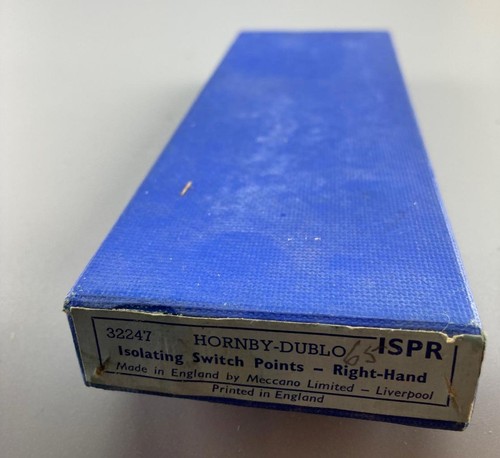 32247 HORNBY-DUBLO 65 ISPR
Isolating Switch Points - Right-Hand
Made in England by Meccano Limited - Liverpool
Printed in England